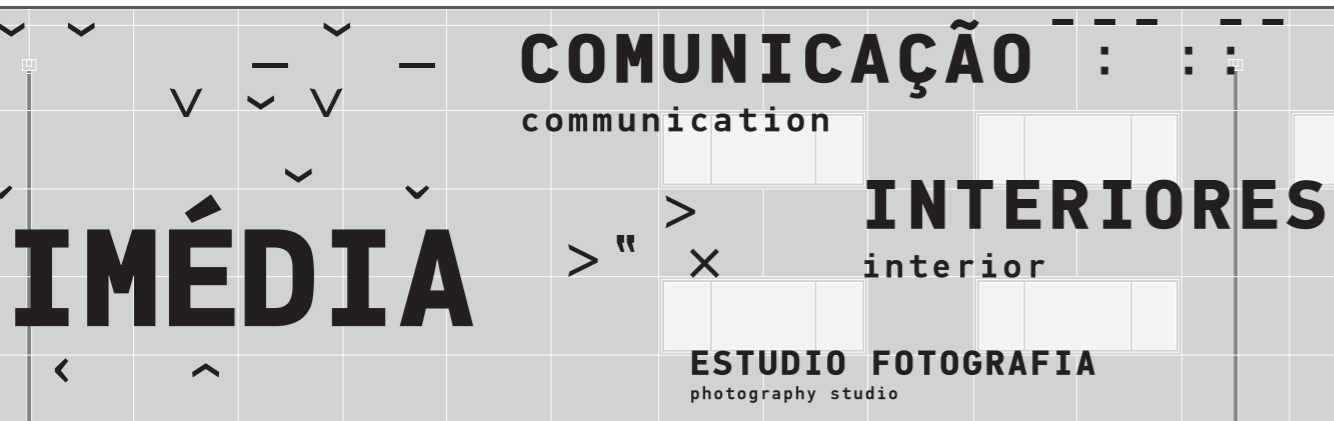 COMUNICAÇÃO
communication
INTERIORES
interior
IMÉDIA
ESTUDIO FOTOGRAFIA
photography studio